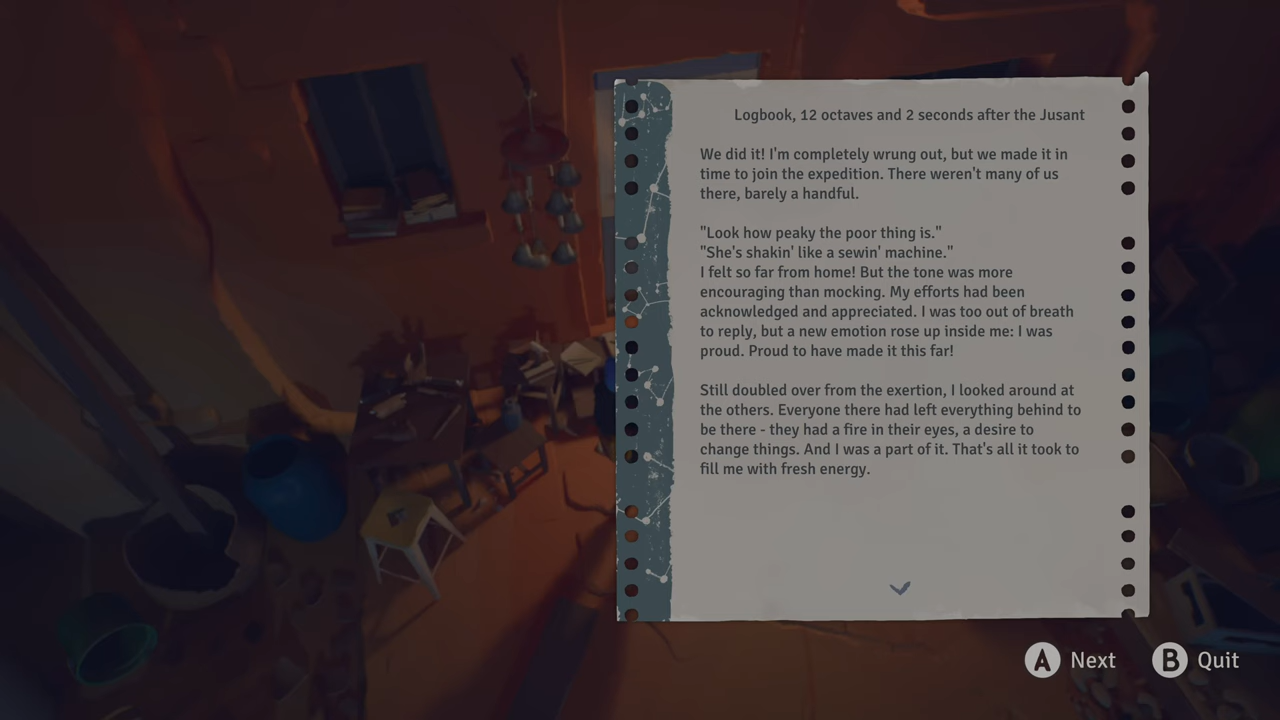 Logbook, 12 octaves and 2 seconds after the Jusant
We did it! I'm completely wrung out, but we made it in
time to join the expedition. There weren't many of us
there, barely a handful.
"Look how peaky the poor thing is."
"She's shakin' like a sewin' machine."
I felt so far from home! But the tone was more
encouraging than mocking. My efforts had been
acknowledged and appreciated. I was too out of breath
to reply, but a new emotion rose up inside me: I was
proud. Proud to have made it this far!
Still doubled over from the exertion, I looked around at
the others. Everyone there had left everything behind to
be there - they had a fire in their eyes, a desire to
change things. And I was a part of it. That's all it took to
fill me with fresh energy.
A Next B Quit